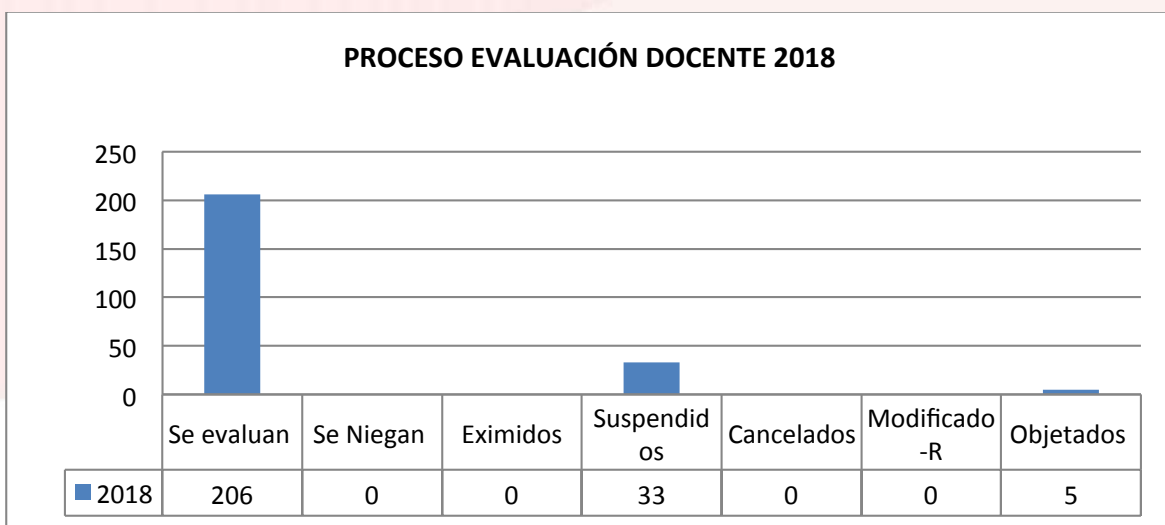 PROCESO EVALUACIÓN DOCENTE 2018
250
200
150
100
50
0
Se evaluan Se Niegan Eximidos Suspendid
os Cancelados Modificado
-R Objetados
2018 206 0 0 33 0 0 5